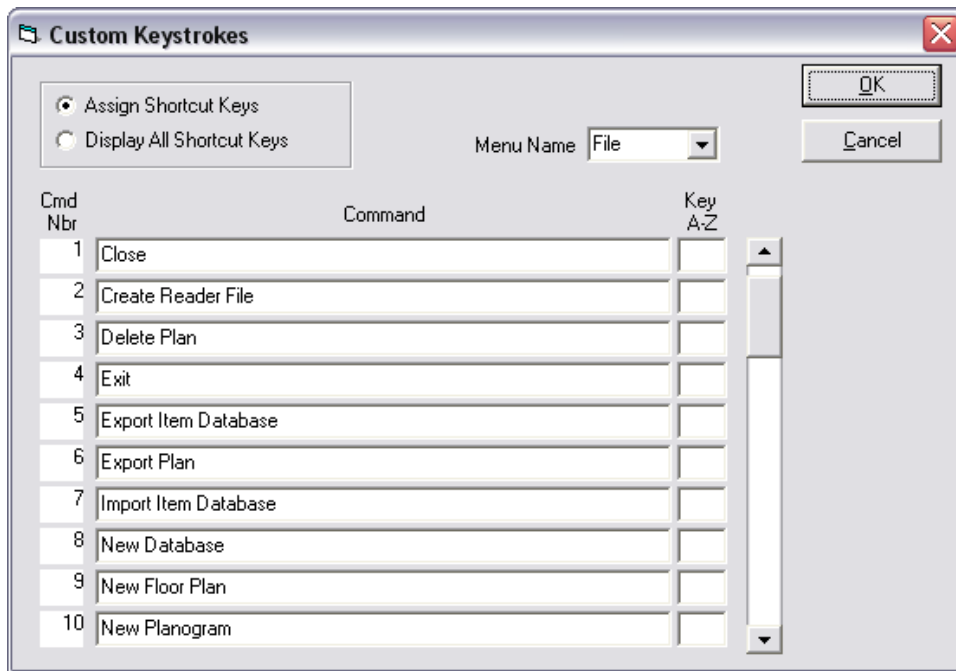 Custom Keystrokes
Assign Shortcut Keys
Display All Shortcut Keys
Menu Name File
OK
Cancel
Cmd Nbr Command Key A-Z
1 Close
2 Create Reader File
3 Delete Plan
4 Exit
5 Export Item Database
6 Export Plan
7 Import Item Database
8 New Database
9 New Floor Plan
10 New Planogram